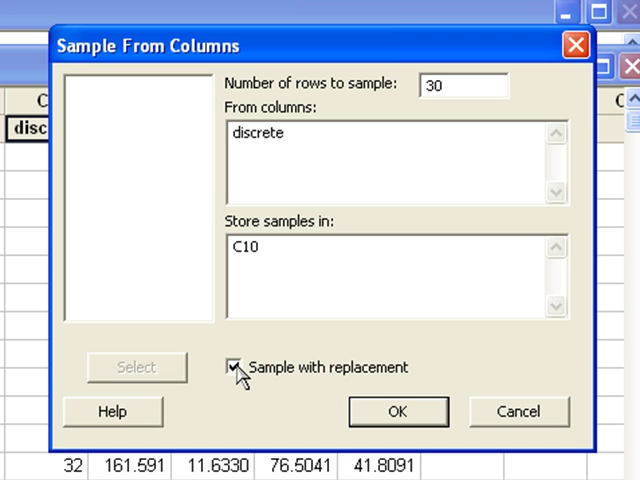 Sample From Columns
Number of rows to sample: 30
From columns:
discrete
Store samples in:
C10
Select
Sample with replacement
Help
OK
Cancel
C
disc
C
32 161.591 11.6330 76.5041 41.8091